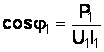 cosφ₁ = P₁ / U₁I₁